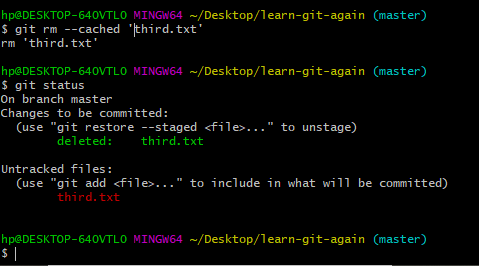 hp@DESKTOP-64OVTLO MINGW64 ~/Desktop/learn-git-again (master)
$ git rm --cached 'third.txt'
rm 'third.txt'
hp@DESKTOP-64OVTLO MINGW64 ~/Desktop/learn-git-again (master)
$ git status
On branch master
Changes to be committed:
  (use "git restore --staged <file>..." to unstage)
        deleted:    third.txt
Untracked files:
  (use "git add <file>..." to include in what will be committed)
        third.txt
hp@DESKTOP-64OVTLO MINGW64 ~/Desktop/learn-git-again (master)
$